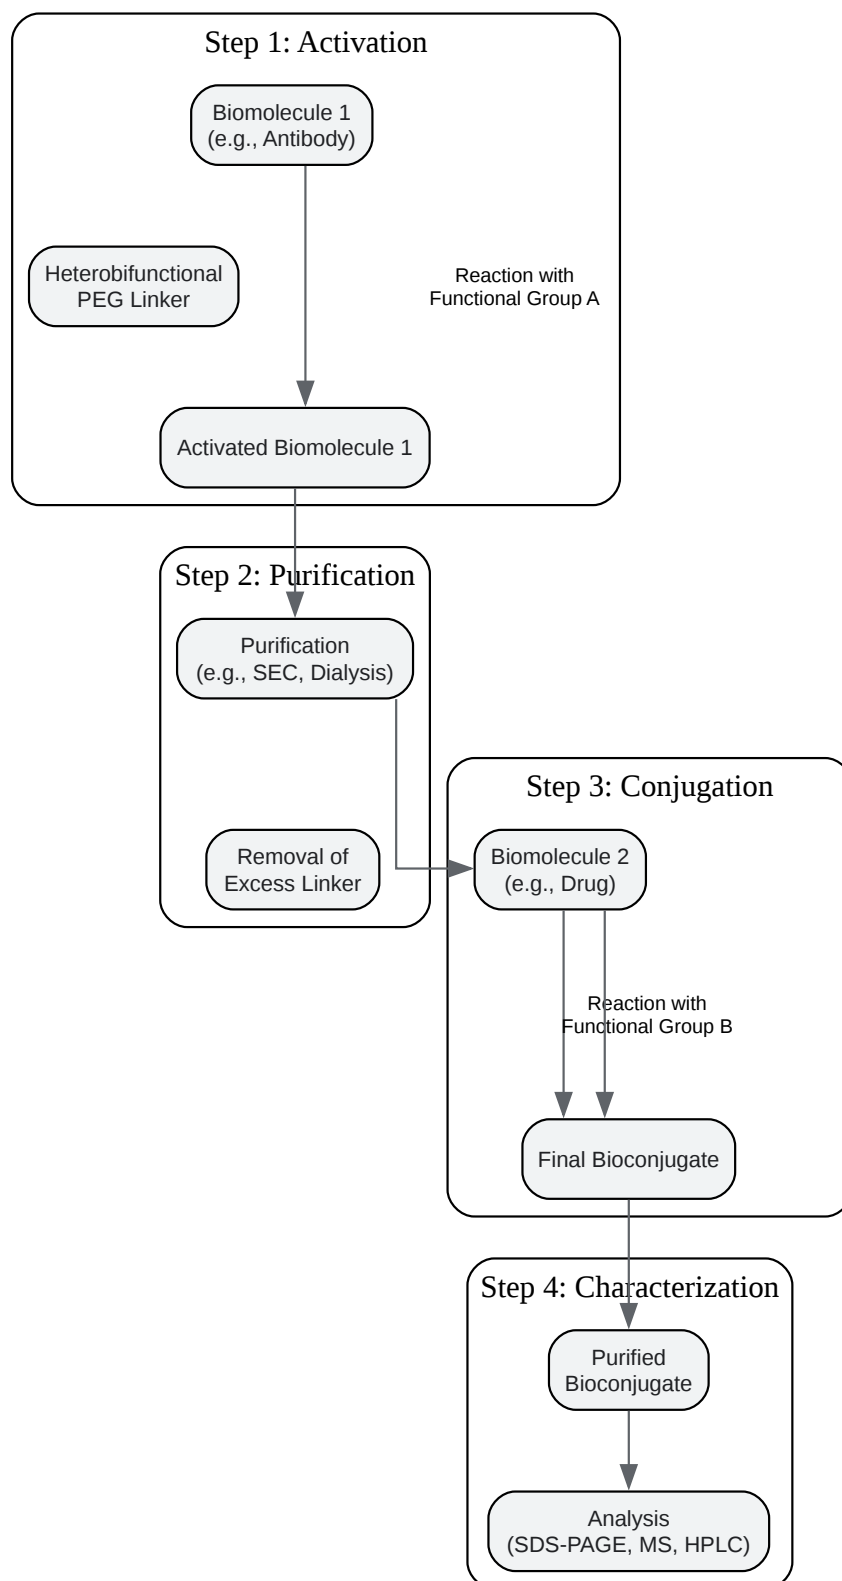 Step 1: Activation
Biomolecule 1
(e.g., Antibody)
Heterobifunctional
PEG Linker
Reaction with
Functional Group A
Activated Biomolecule 1
Step 2: Purification
Purification
(e.g., SEC, Dialysis)
Removal of
Excess Linker
Step 3: Conjugation
Biomolecule 2
(e.g., Drug)
Reaction with
Functional Group B
Final Bioconjugate
Step 4: Characterization
Purified
Bioconjugate
Analysis
(SDS-PAGE, MS, HPLC)